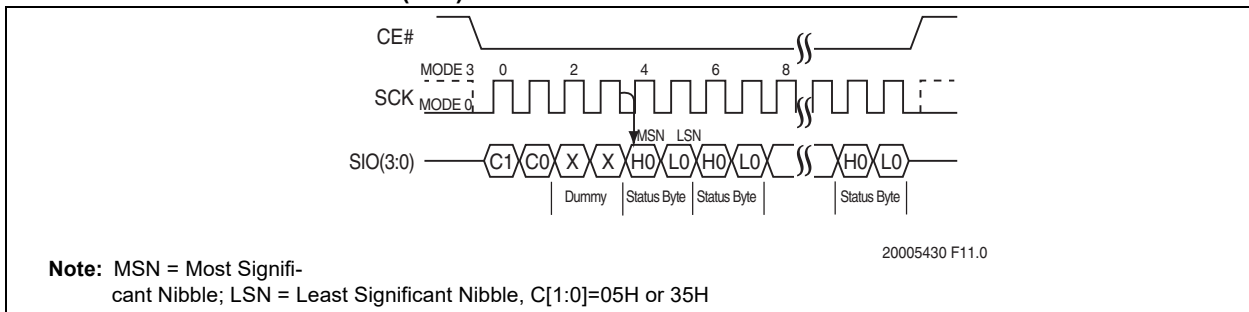 CE#
MODE 3 0 2 4 6 8
SCK
MODE 0
MSN LSN
SIO(3:0) C1 C0 X X H0 L0 H0 L0 H0 L0
Dummy Status Byte Status Byte Status Byte
20005430 F11.0
Note: MSN = Most Signifi-
cant Nibble; LSN = Least Significant Nibble, C[1:0]=05H or 35H